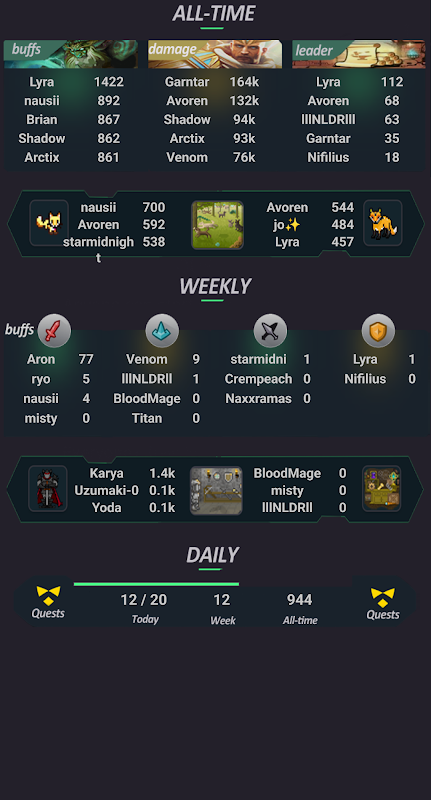 ALL-TIME
buffs damage leader
Lyra 1422 Garntar 164k Lyra 112
nausii 892 Avoren 132k Avoren 68
Brian 867 Shadow 94k lllNLDRlll 63
Shadow 862 Arctix 93k Garntar 35
Arctix 861 Venom 76k Nifilius 18
nausii 700 Avoren 544
Avoren 592 jo✨ 484
starmidnigh 538 Lyra 457
t
WEEKLY
buffs
Aron 77 Venom 9 starmidni 1 Lyra 1
ryo 5 lllNLDRll 1 Crempeach 0 Nifilius 0
nausii 4 BloodMage 0 Naxxramas 0
misty 0 Titan 0
Karya 1.4k BloodMage 0
Uzumaki-0 0.1k misty 0
Yoda 0.1k lllNLDRll 0
DAILY
12 / 20 12 944
Quests Today Week All-time Quests